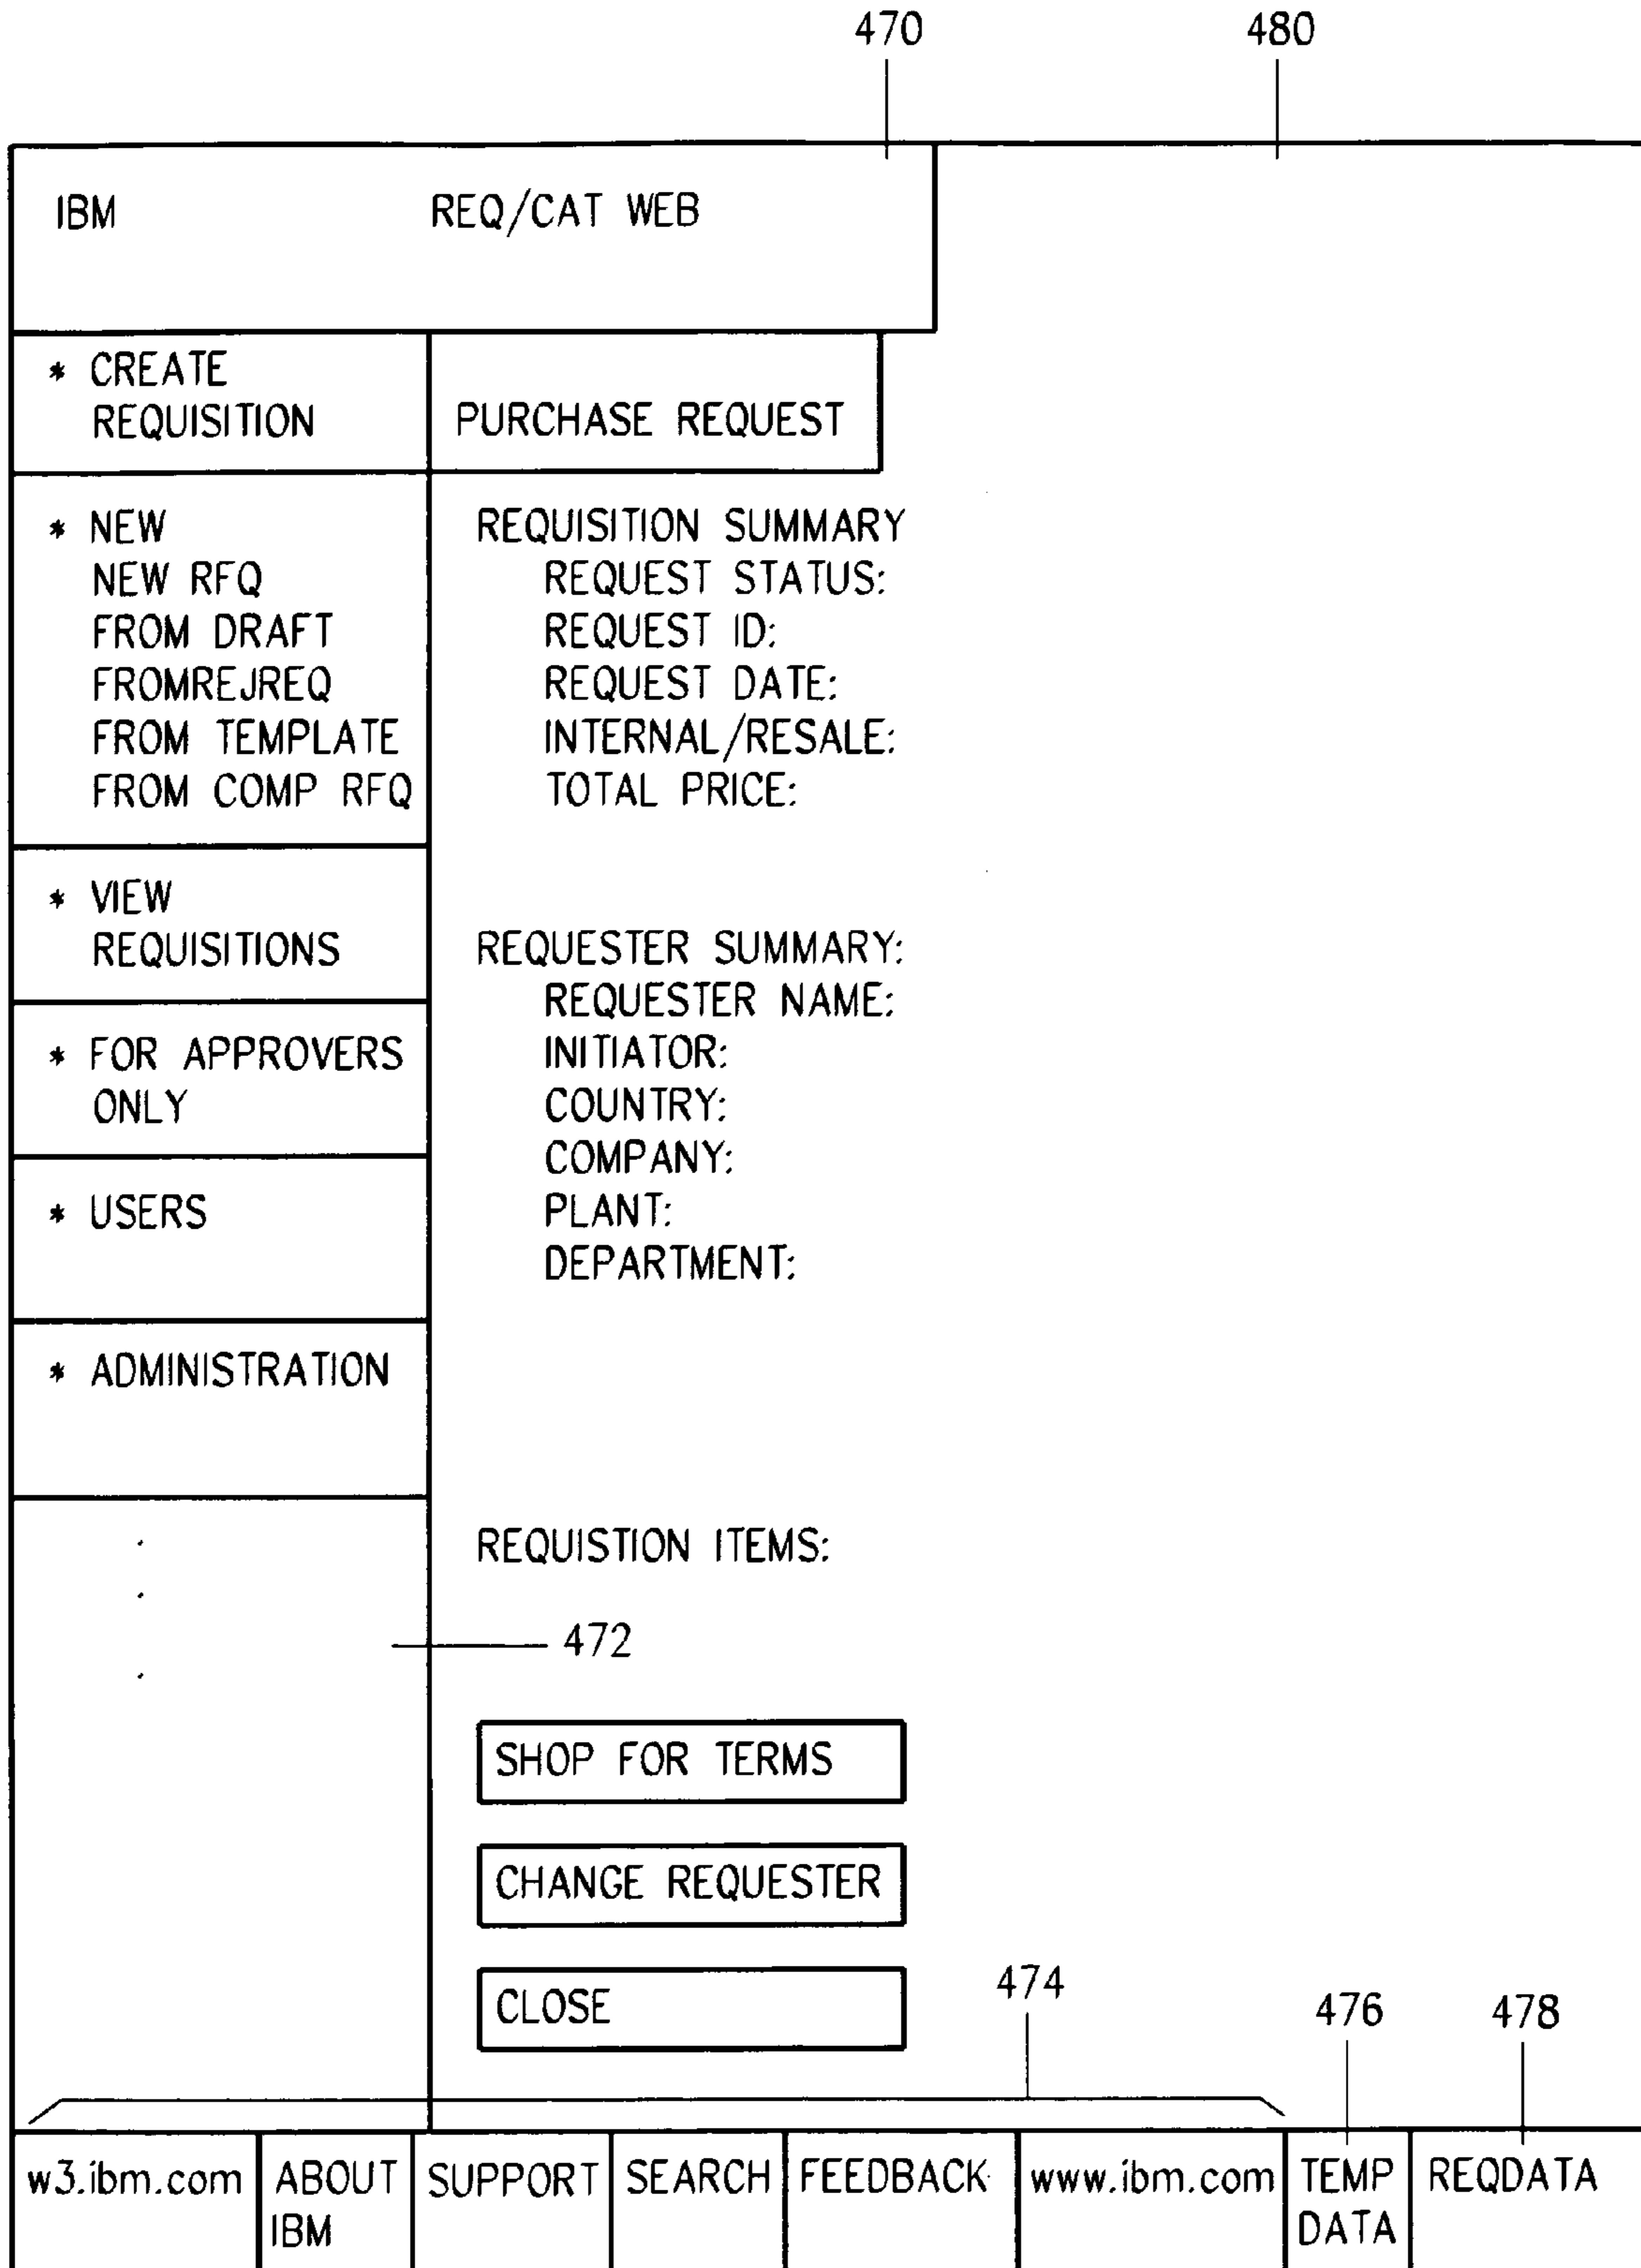 470 480
IBM REQ/CAT WEB
* CREATE
REQUISITION
PURCHASE REQUEST
* NEW
NEW RFQ
FROM DRAFT
FROMREJREQ
FROM TEMPLATE
FROM COMP RFQ
* VIEW
REQUISITIONS
* FOR APPROVERS
ONLY
* USERS
* ADMINISTRATION
REQUISITION SUMMARY
REQUEST STATUS:
REQUEST ID:
REQUEST DATE:
INTERNAL/RESALE:
TOTAL PRICE:
REQUESTER SUMMARY:
REQUESTER NAME:
INITIATOR:
COUNTRY:
COMPANY:
PLANT:
DEPARTMENT:
REQUISTION ITEMS:
472
SHOP FOR TERMS
CHANGE REQUESTER
CLOSE
474
476 478
w3.ibm.com
ABOUT
IBM
SUPPORT
SEARCH
FEEDBACK
www.ibm.com
TEMP
DATA
REQDATA